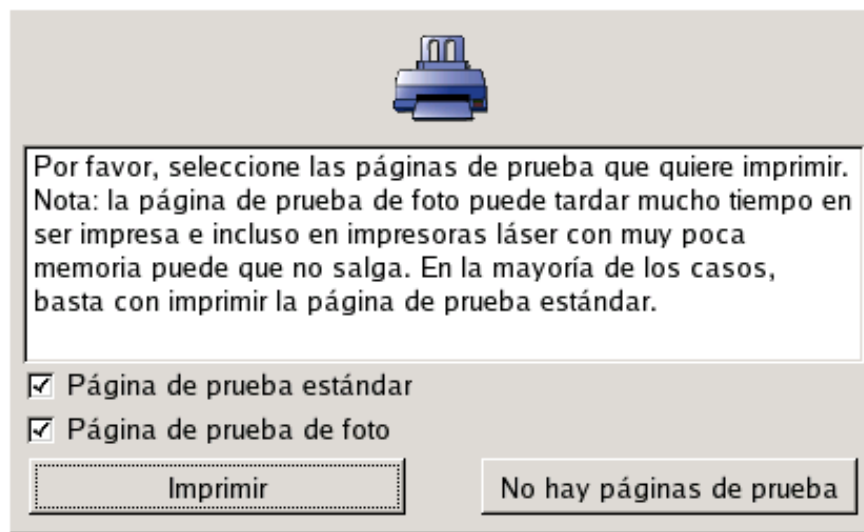 Por favor, seleccione las páginas de prueba que quiere imprimir.
Nota: la página de prueba de foto puede tardar mucho tiempo en
ser impresa e incluso en impresoras láser con muy poca
memoria puede que no salga. En la mayoría de los casos,
basta con imprimir la página de prueba estándar.
Página de prueba estándar
Página de prueba de foto
Imprimir
No hay páginas de prueba